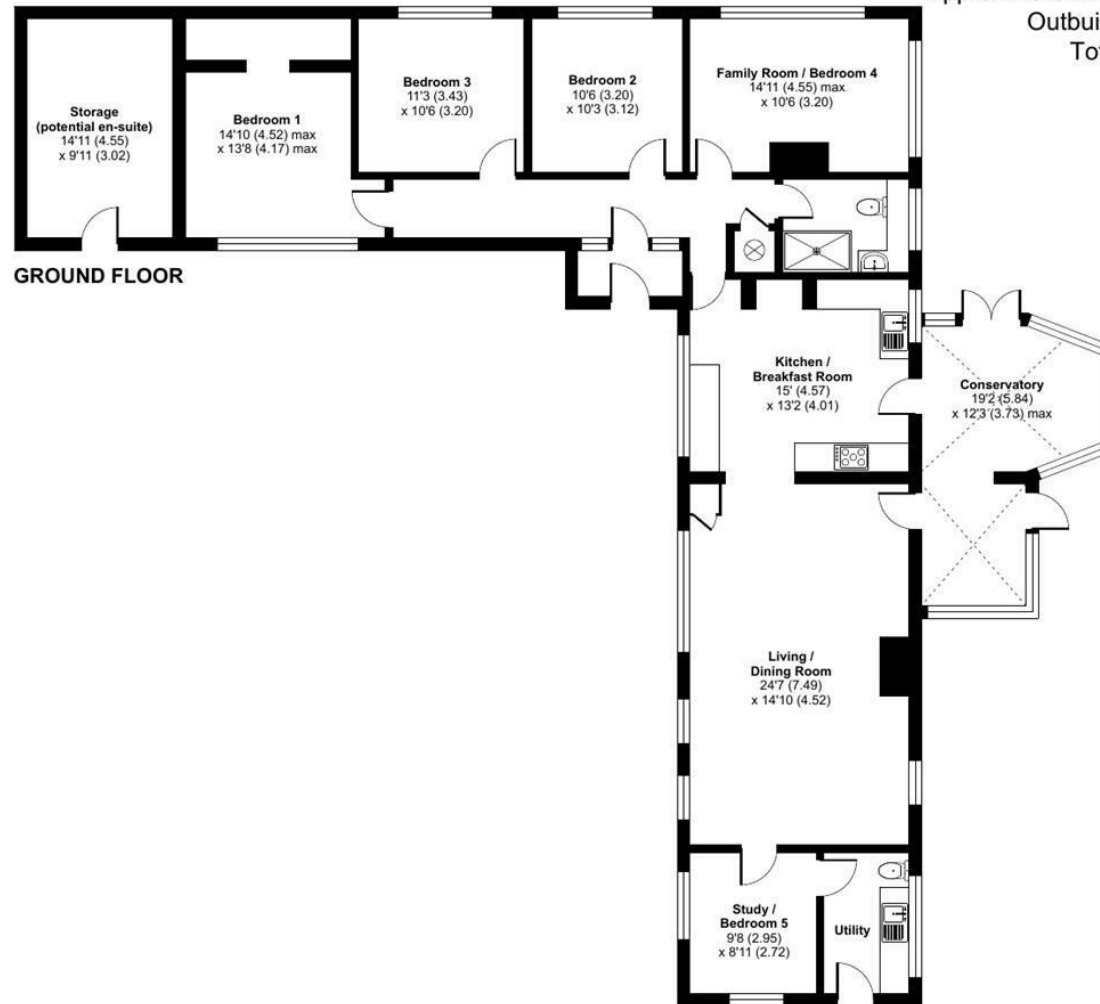 Outbui
To
Storage
(potential en-suite)
14'11 (4.55)
x 9'11 (3.02)
Bedroom 1
14'10 (4.52) max
x 13'8 (4.17) max
Bedroom 3
11'3 (3.43)
x 10'6 (3.20)
Bedroom 2
10'6 (3.20)
x 10'3 (3.12)
Family Room / Bedroom 4
14'11 (4.55) max
x 10'6 (3.20)
GROUND FLOOR
Kitchen /
Breakfast Room
15' (4.57)
x 13'2 (4.01)
Conservatory
19'2 (5.84)
x 12'3 (3.73) max
Living /
Dining Room
24'7 (7.49)
x 14'10 (4.52)
Study /
Bedroom 5
9'8 (2.95)
x 8'11 (2.72)
Utility